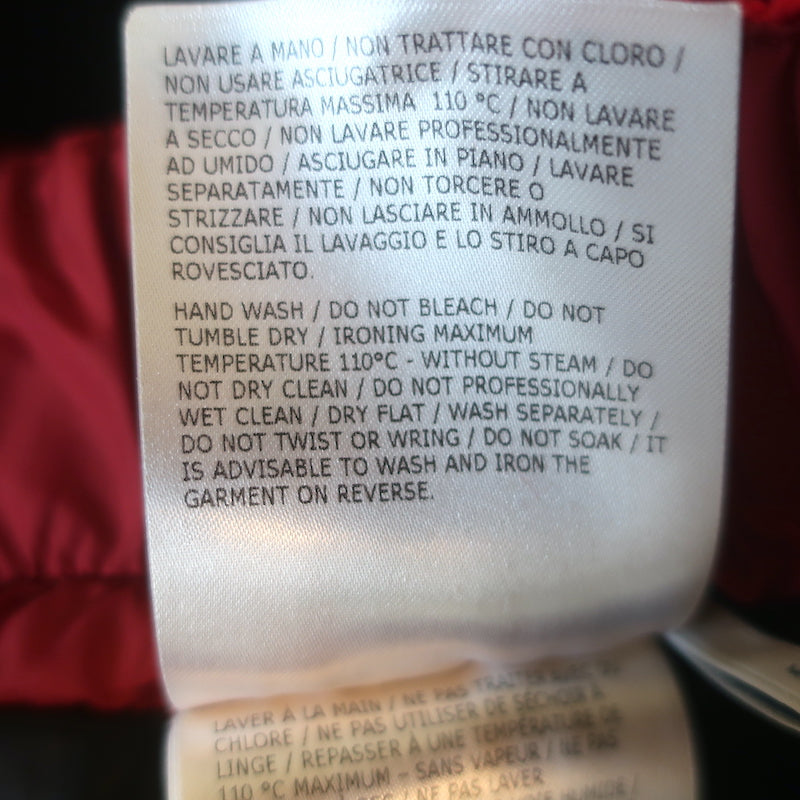 LAVARE A MANO / NON TRATTARE CON CLORO /
NON USARE ASCIUGATRICE / STIRARE A
TEMPERATURA MASSIMA 110 °C / NON LAVARE
A SECCO / NON LAVARE PROFESSIONALMENTE
AD UMIDO / ASCIUGARE IN PIANO / LAVARE
SEPARATAMENTE / NON TORCERE O
STRIZZARE / NON LASCIARE IN AMMOLLO / SI
CONSIGLIA IL LAVAGGIO E LO STIRO A CAPO
ROVESCIATO.
HAND WASH / DO NOT BLEACH / DO NOT
TUMBLE DRY / IRONING MAXIMUM
TEMPERATURE 110°C - WITHOUT STEAM / DO
NOT DRY CLEAN / DO NOT PROFESSIONALLY
WET CLEAN / DRY FLAT / WASH SEPARATELY /
DO NOT TWIST OR WRING / DO NOT SOAK / IT
IS ADVISABLE TO WASH AND IRON THE
GARMENT ON REVERSE.
LAVER À LA MAIN / NE PAS
CHLORE / NE PAS UTILISER DE SÉCHOIR À
LINGE / REPASSER À UNE TEMPÉRATURE DE
110 °C MAXIMUM - SANS VAPEUR / NE PAS
/ NE PAS LAVER
HUMIDE /